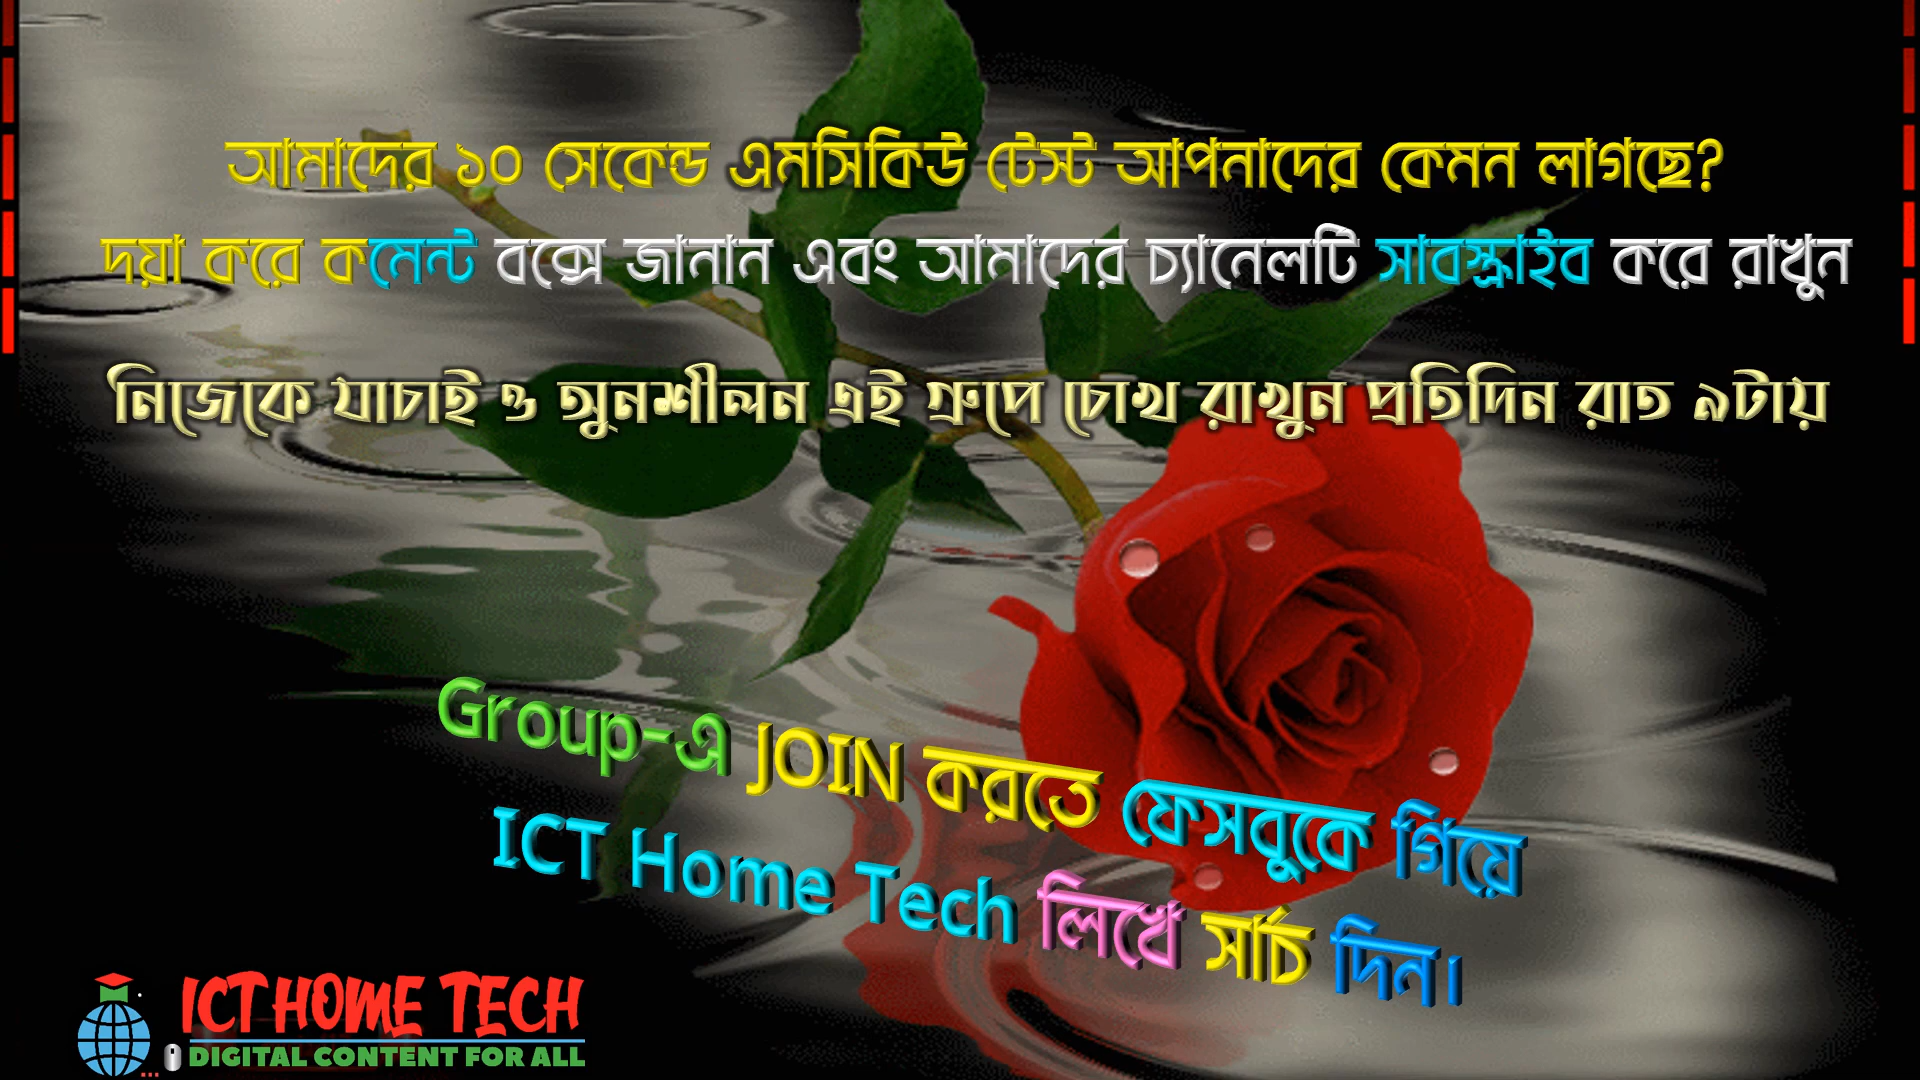 আমাদের ১০ সেকেন্ড এমসিকিউ টেস্ট আপনাদের কেমন লাগছে?
দয়া করে কমেন্ট বক্সে জানান এবং আমাদের চ্যানেলটি সাবস্ক্রাইব করে রাখুন
নিজেকে যাচাই ও অনুশীলন এই গ্রুপে চোখ রাখুন প্রতিদিন রাত ৯টায়
Group-এ JOIN করতে ফেসবুকে গিয়ে
ICT Home Tech লিখে সার্চ দিন।
ICT HOME TECH
DIGITAL CONTENT FOR ALL